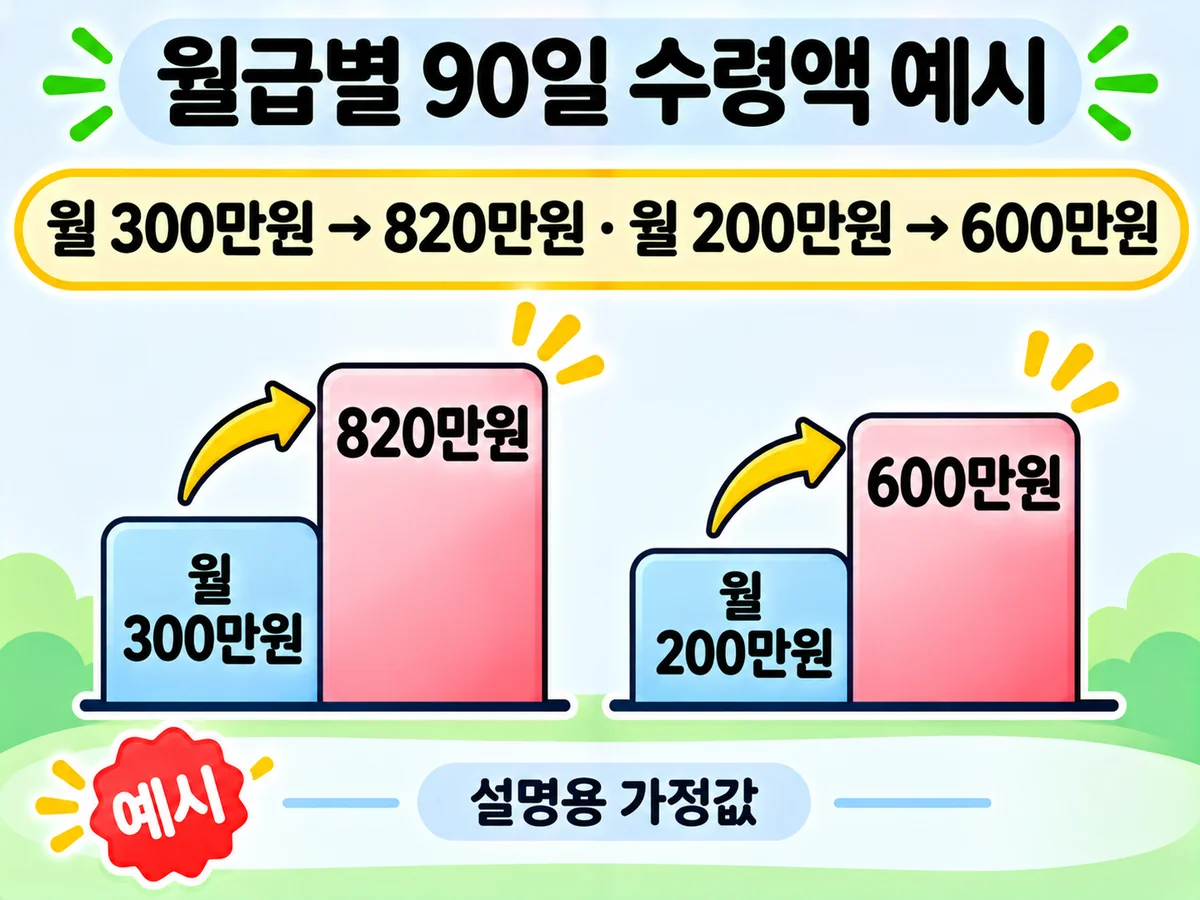 월급별 90일 수령액 예시
월 300만원 → 820만원 · 월 200만원 → 600만원
820만원
월
300만원
600만원
월
200만원
예시
설명용 가정값